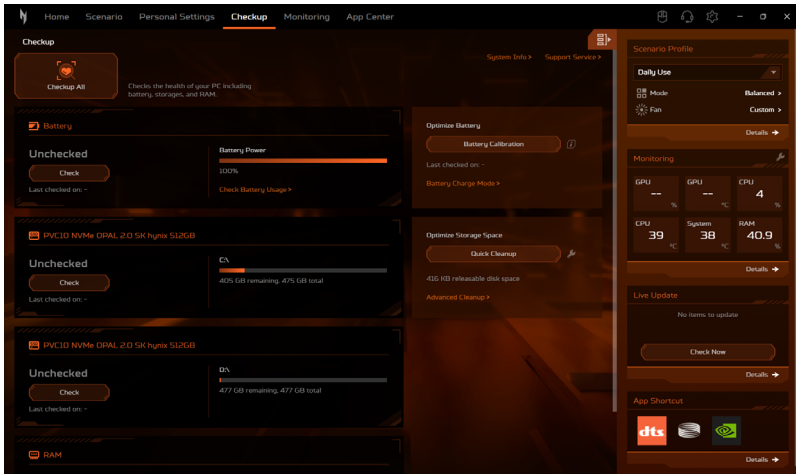 Home Scenario Personal Settings Checkup Monitoring App Center
Checkup
System Info > Support Service >
Checkup All
Checks the health of your PC including
battery, storages, and RAM.
Battery
Unchecked
Check
Last checked on: -
Battery Power
100%
Check Battery Usage >
Optimize Battery
Battery Calibration
Last checked on: -
Battery Charge Mode >
PVC10 NVMe OPAL 2.0 SK hynix 512GB
Unchecked
Check
Last checked on: -
C:\
405 GB remaining, 475 GB total
Optimize Storage Space
Quick Cleanup
416 KB releasable disk space
Advanced Cleanup >
PVC10 NVMe OPAL 2.0 SK hynix 512GB
Unchecked
Check
Last checked on: -
D:\
477 GB remaining, 477 GB total
RAM
Scenario Profile
Daily Use
Mode Balanced >
Fan Custom >
Details →
Monitoring
GPU GPU CPU
-- -- 4
% °C %
CPU System RAM
39 38 40.9
°C °C %
Details →
Live Update
No items to update
Check Now
Details →
App Shortcut
dts
Details →